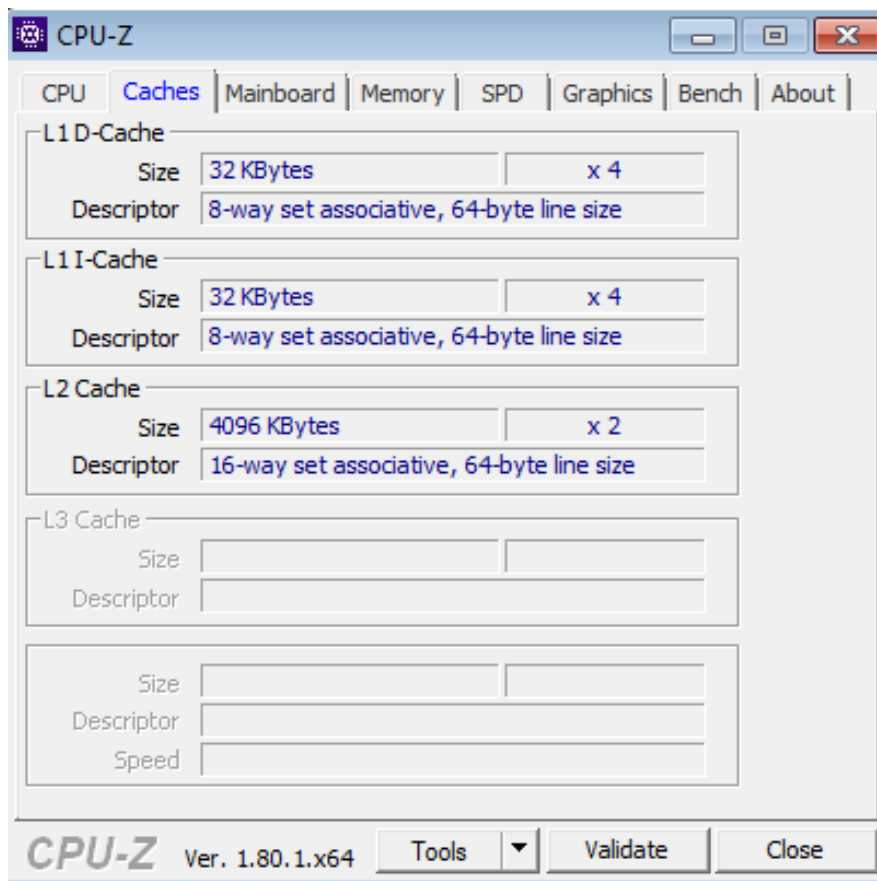 CPU-Z
CPU Caches Mainboard Memory SPD Graphics Bench About
L1 D-Cache
Size 32 KBytes x 4
Descriptor 8-way set associative, 64-byte line size
L1 I-Cache
Size 32 KBytes x 4
Descriptor 8-way set associative, 64-byte line size
L2 Cache
Size 4096 KBytes x 2
Descriptor 16-way set associative, 64-byte line size
L3 Cache
Size
Descriptor
Size
Descriptor
Speed
CPU-Z Ver. 1.80.1.x64 Tools Validate Close